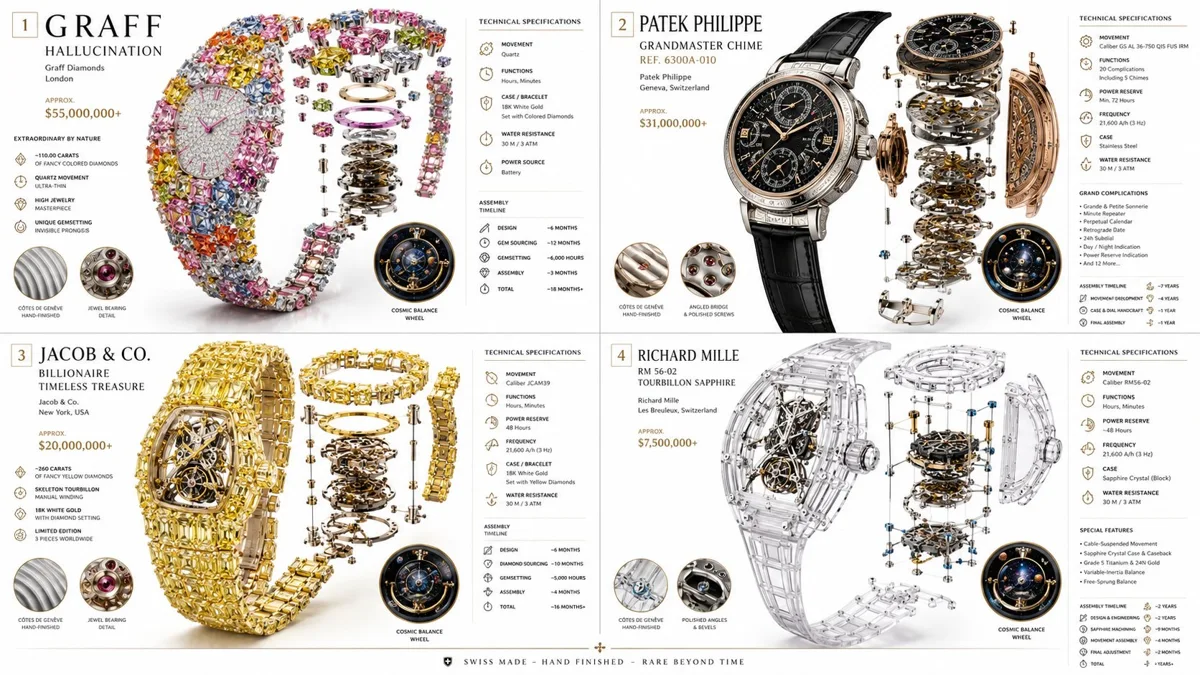 1
GRAFF
HALLUCINATION
Graff Diamonds
London
APPROX.
$55,000,000+
EXTRAORDINARY BY NATURE
~110.00 CARATS
OF FANCY COLORED DIAMONDS
QUARTZ MOVEMENT
ULTRA-THIN
HIGH JEWELRY
MASTERPIECE
UNIQUE GEMSETTING
INVISIBLE PRONGSIS
CÔTES DE GENÈVE
HAND-FINISHED
JEWEL BEARING
DETAIL
COSMIC BALANCE
WHEEL
TECHNICAL SPECIFICATIONS
MOVEMENT
Quartz
FUNCTIONS
Hours, Minutes
CASE / BRACELET
18K White Gold
Set with Colored Diamonds
WATER RESISTANCE
30 M / 3 ATM
POWER SOURCE
Battery
ASSEMBLY
TIMELINE
DESIGN ~6 MONTHS
GEM SOURCING ~12 MONTHS
GEMSETTING ~6,000 HOURS
ASSEMBLY ~3 MONTHS
TOTAL ~18 MONTHS+
2
PATEK PHILIPPE
GRANDMASTER CHIME
REF. 6300A-010
Patek Philippe
Geneva, Switzerland
APPROX.
$31,000,000+
CÔTES DE GENÈVE
HAND-FINISHED
ANGLED BRIDGE
& POLISHED SCREWS
COSMIC BALANCE
WHEEL
TECHNICAL SPECIFICATIONS
MOVEMENT
Caliber GS AL 36-750 QIS FUS IRM
FUNCTIONS
20 Complications
Including 5 Chimes
POWER RESERVE
Min. 72 Hours
FREQUENCY
21,600 A/h (3 Hz)
CASE
Stainless Steel
WATER RESISTANCE
30 M / 3 ATM
GRAND COMPLICATIONS
• Grande & Petite Sonnerie
• Minute Repeater
• Perpetual Calendar
• Retrograde Date
• 24h Subdial
• Day / Night Indication
• Power Reserve Indication
• And 12 More...
ASSEMBLY TIMELINE ~7 YEARS
MOVEMENT ~4 YEARS
CASE & DIAL HANDCRAFT ~1 YEAR
FINAL ASSEMBLY ~1 YEAR
3
JACOB & CO.
BILLIONAIRE
TIMELESS TREASURE
Jacob & Co.
New York, USA
APPROX.
$20,000,000+
~260 CARATS
OF FANCY YELLOW DIAMONDS
SKELETON TOURBILLON
MANUAL WINDING
18K WHITE GOLD
WITH DIAMOND SETTING
LIMITED EDITION
3 PIECES WORLDWIDE
CÔTES DE GENÈVE
HAND-FINISHED
JEWEL BEARING
DETAIL
COSMIC BALANCE
WHEEL
TECHNICAL SPECIFICATIONS
MOVEMENT
Caliber JCAM39
FUNCTIONS
Hours, Minutes
POWER RESERVE
48 Hours
FREQUENCY
21,600 A/h (3 Hz)
CASE / BRACELET
18K White Gold
Set with Yellow Diamonds
WATER RESISTANCE
30 M / 3 ATM
ASSEMBLY
TIMELINE
DESIGN ~6 MONTHS
DIAMOND SOURCING ~10 MONTHS
GEMSETTING ~5,000 HOURS
ASSEMBLY ~4 MONTHS
TOTAL ~16 MONTHS+
4
RICHARD MILLE
RM 56-02
TOURBILLON SAPPHIRE
Richard Mille
Les Breuleux, Switzerland
APPROX.
$7,500,000+
CÔTES DE GENÈVE
HAND-FINISHED
POLISHED ANGLES
& BEVELS
COSMIC BALANCE
WHEEL
TECHNICAL SPECIFICATIONS
MOVEMENT
Caliber RM56-02
FUNCTIONS
Hours, Minutes
POWER RESERVE
~48 Hours
FREQUENCY
21,600 A/h (3 Hz)
CASE
Sapphire Crystal (Block)
WATER RESISTANCE
30 M / 3 ATM
SPECIAL FEATURES
• Cable-Suspended Movement
• Sapphire Crystal Case & Caseback
• Grade 5 Titanium & 24N Gold
• Variable-Inertia Balance
• Free-Sprung Balance
ASSEMBLY TIMELINE ~2 YEARS
DESIGN & ENGINEERING ~2 YEARS
SAPPHIRE MACHINING ~9 MONTHS
MOVEMENT ASSEMBLY ~4 MONTHS
FINAL ADJUSTMENT ~2 MONTHS
TOTAL
SWISS MADE – HAND FINISHED – RARE BEYOND TIME